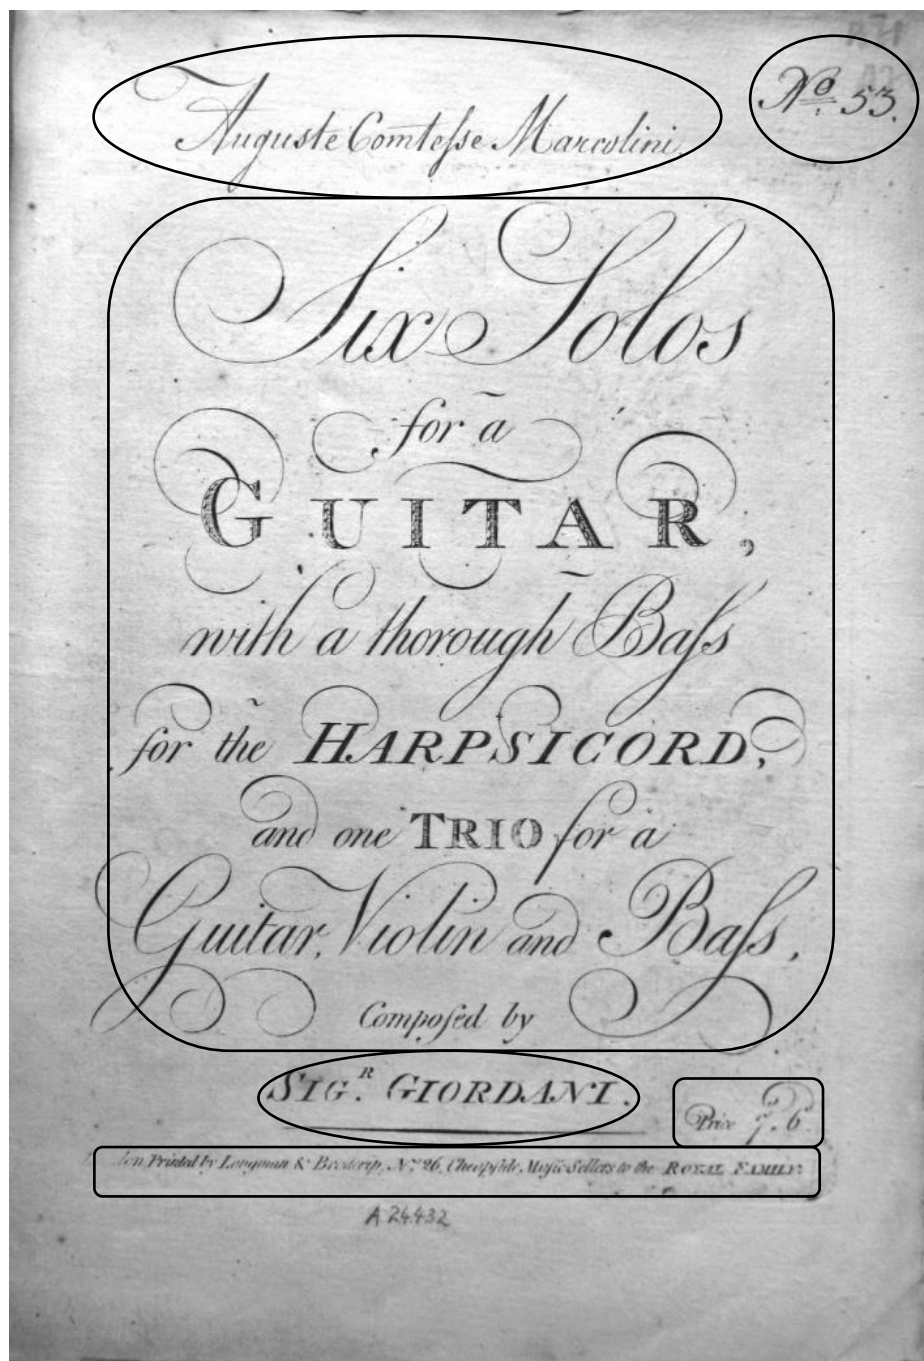 Auguste Comtesse Marcolini
No. 53.
Six Solos
for a
GUITAR,
with a thorough Baſs
for the HARPSICORD,
and one TRIO for a
Guitar, Violin and Baſs,
Compoſed by
SIG.R GIORDANI.
Price 7.6.
Printed by Longman & Broderip, No. 26, Cheapſide, Muſic Sellers to the ROYAL FAMILY.
A 24432